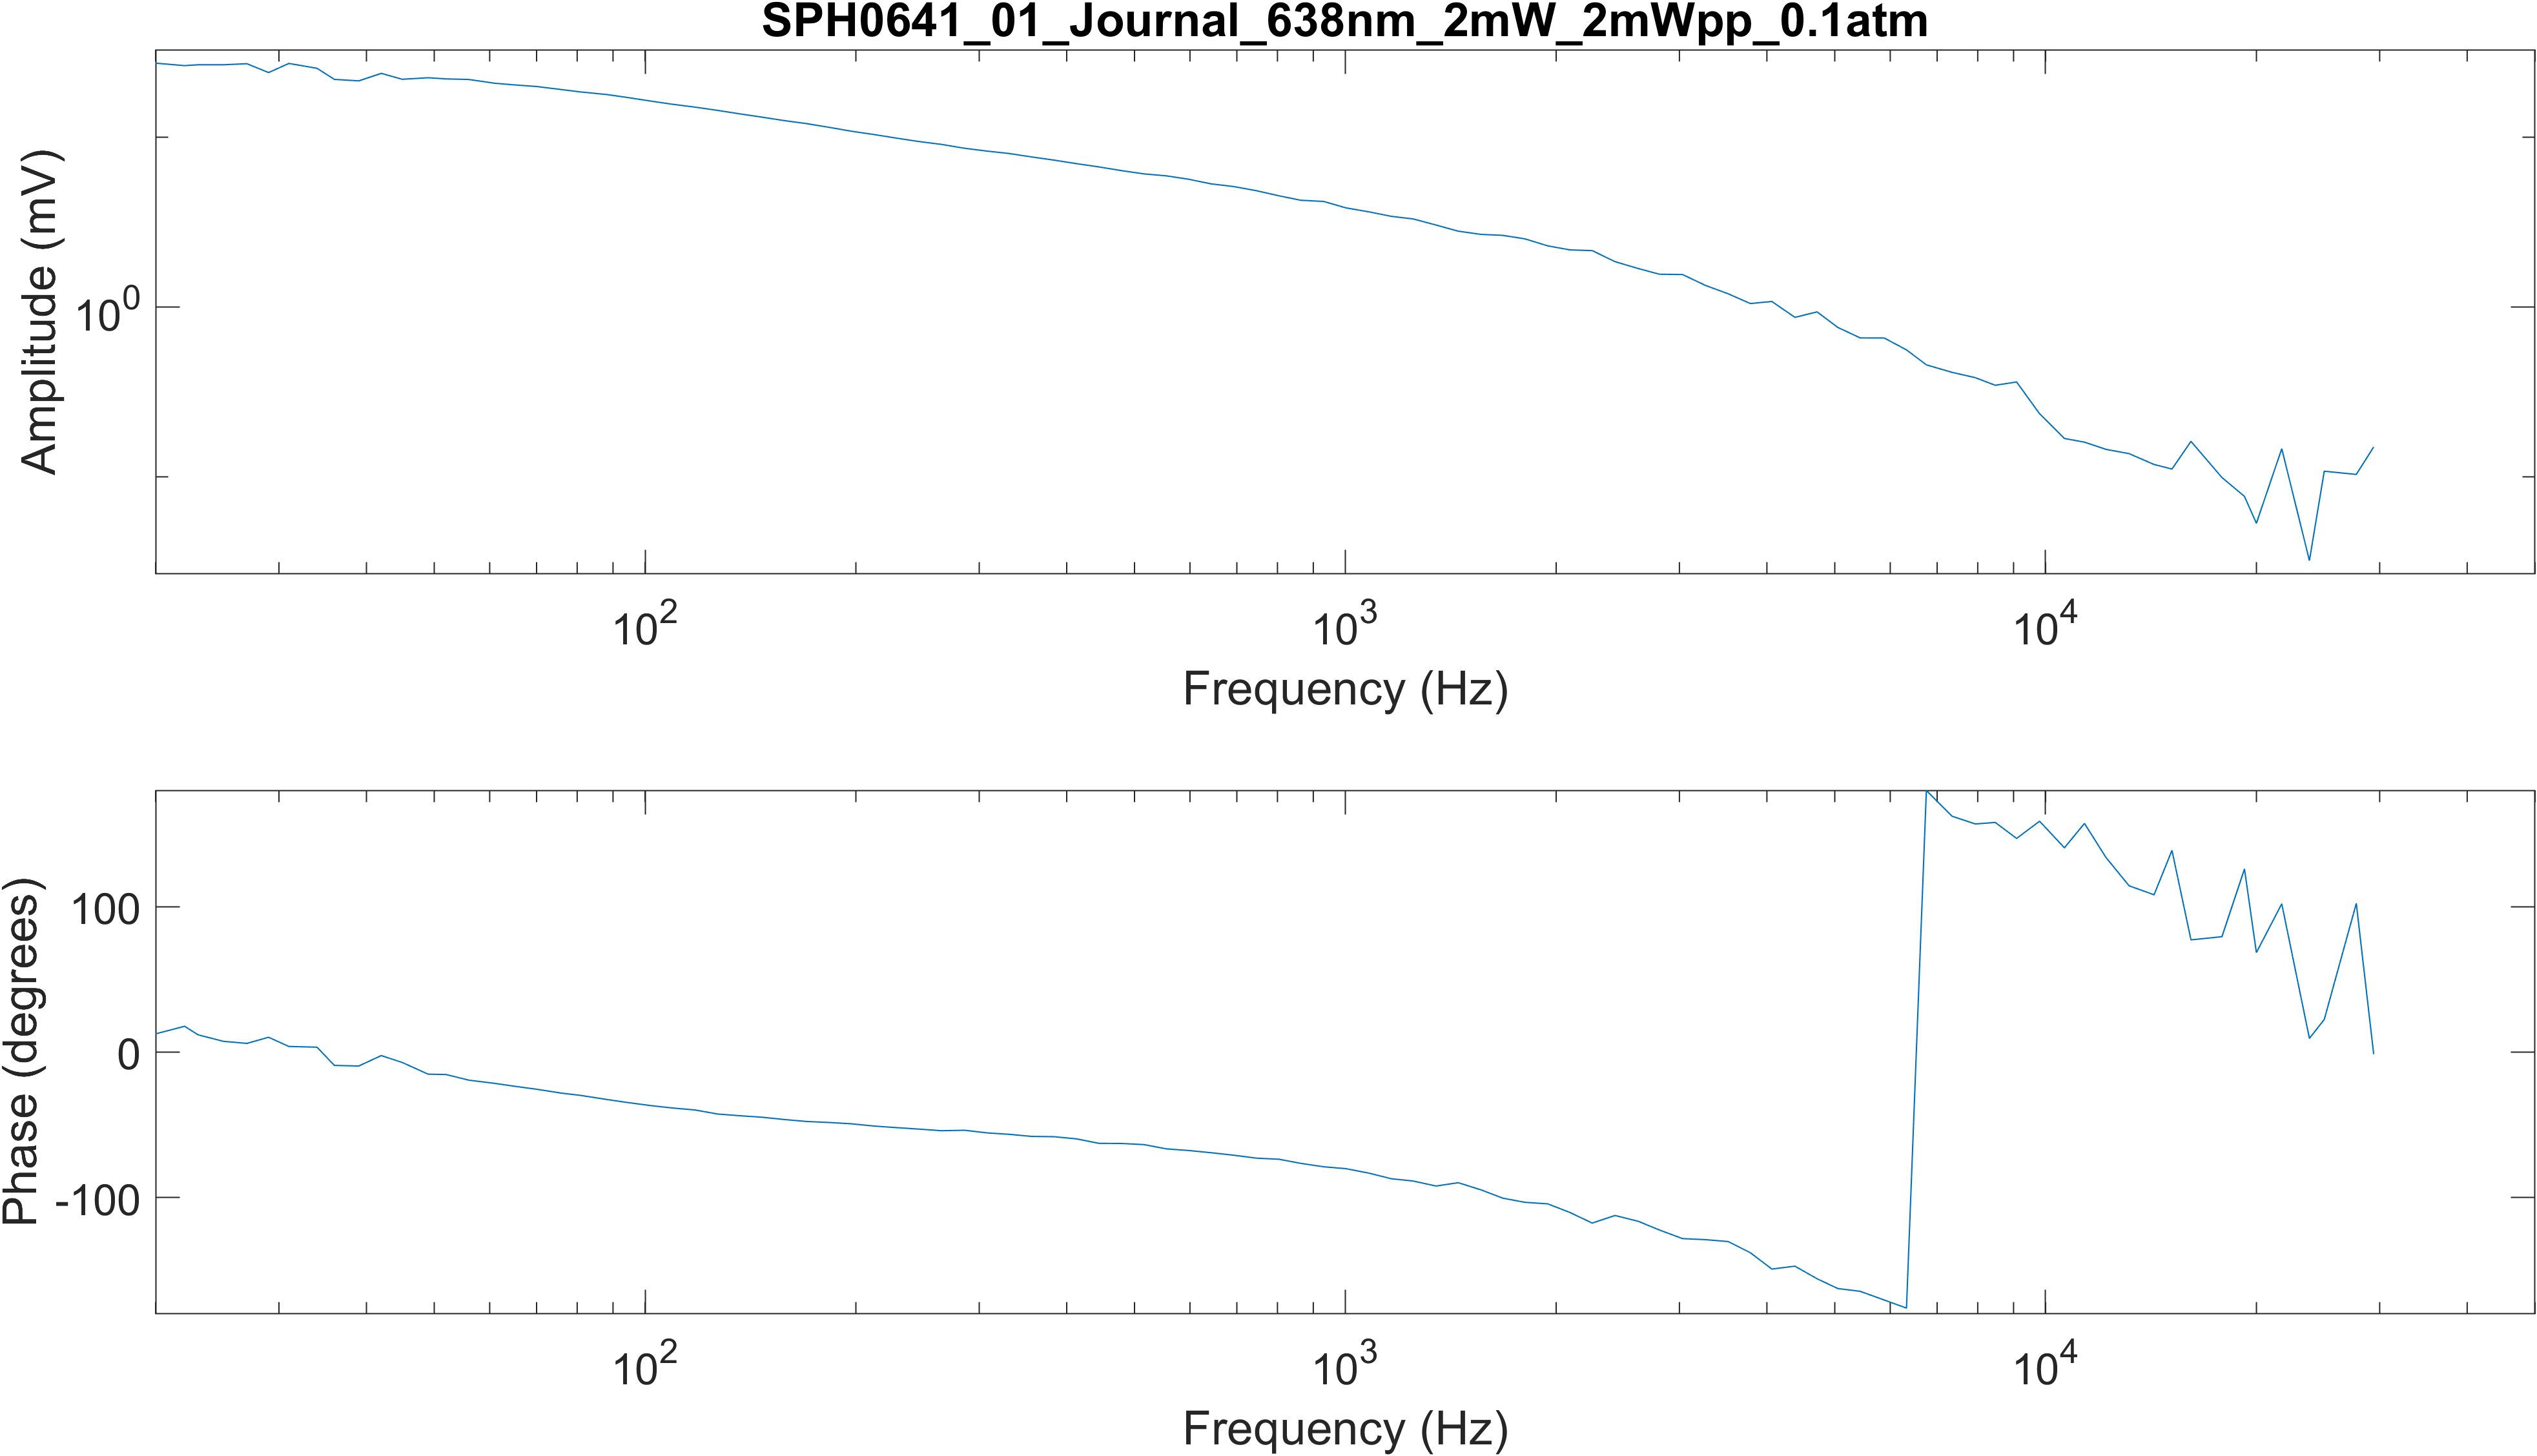 SPH0641_01_Journal_638nm_2mW_2mWpp_0.1atm
Amplitude (mV)
10^0
10^2 10^3 10^4
Frequency (Hz)
Phase (degrees)
100
0
-100
10^2 10^3 10^4
Frequency (Hz)